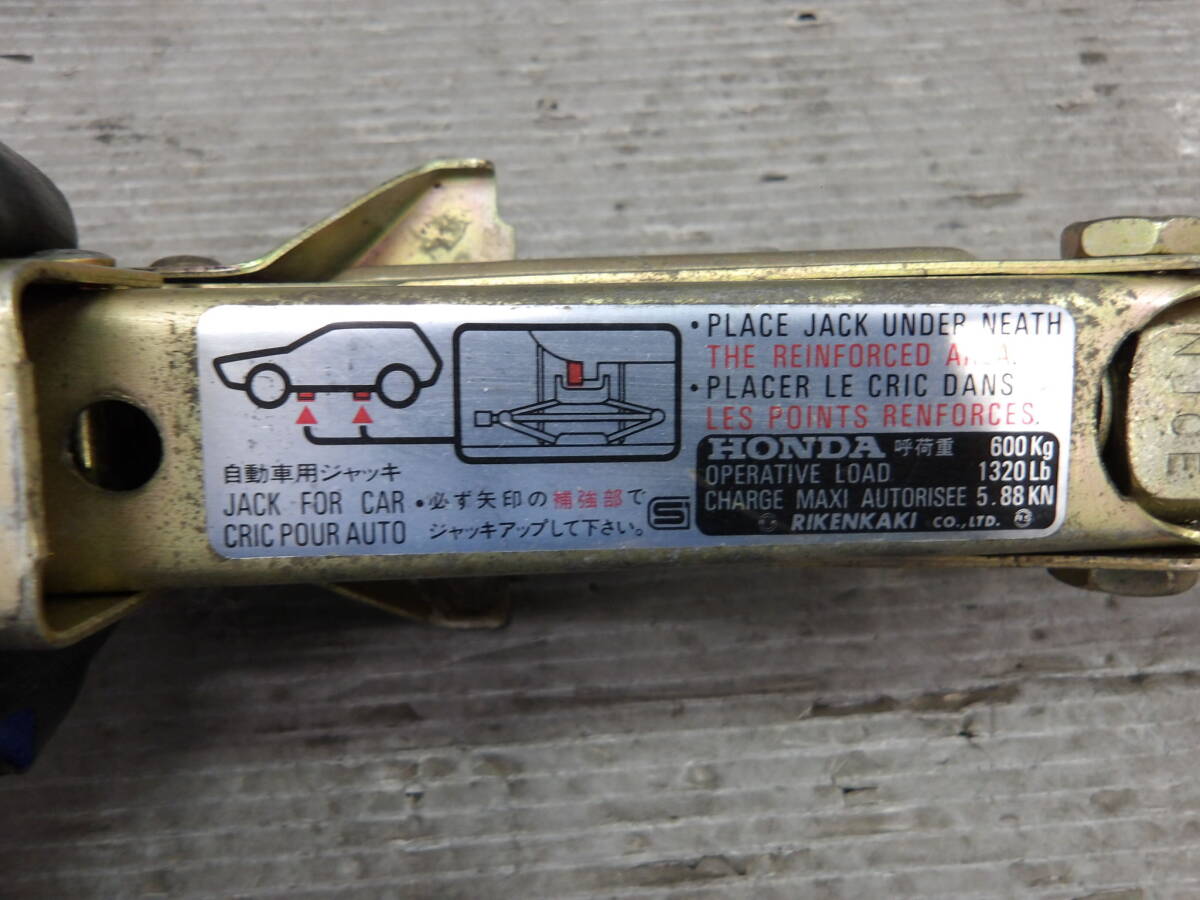 ・PLACE JACK UNDER NEATH
THE REINFORCED AREA.
・PLACER LE CRIC DANS
LES POINTS RENFORCES.
HONDA 呼荷重 600Kg
OPERATIVE LOAD 1320Lb
CHARGE MAXI AUTORISEE 5.88KN
RIKENKAKI CO.,LTD.
自動車用ジャッキ
JACK FOR CAR
CRIC POUR AUTO
・必ず矢印の補強部で
ジャッキアップして下さい。